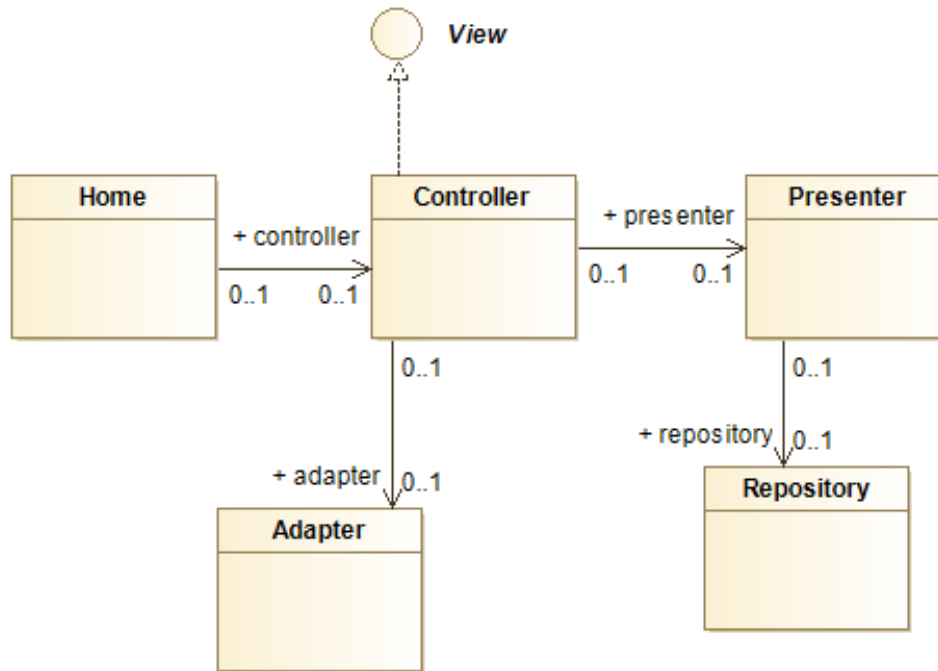 View
Home
Controller
Presenter
+ controller
0..1
0..1
+ presenter
0..1
0..1
0..1
0..1
+ adapter
0..1
+ repository
0..1
Adapter
Repository